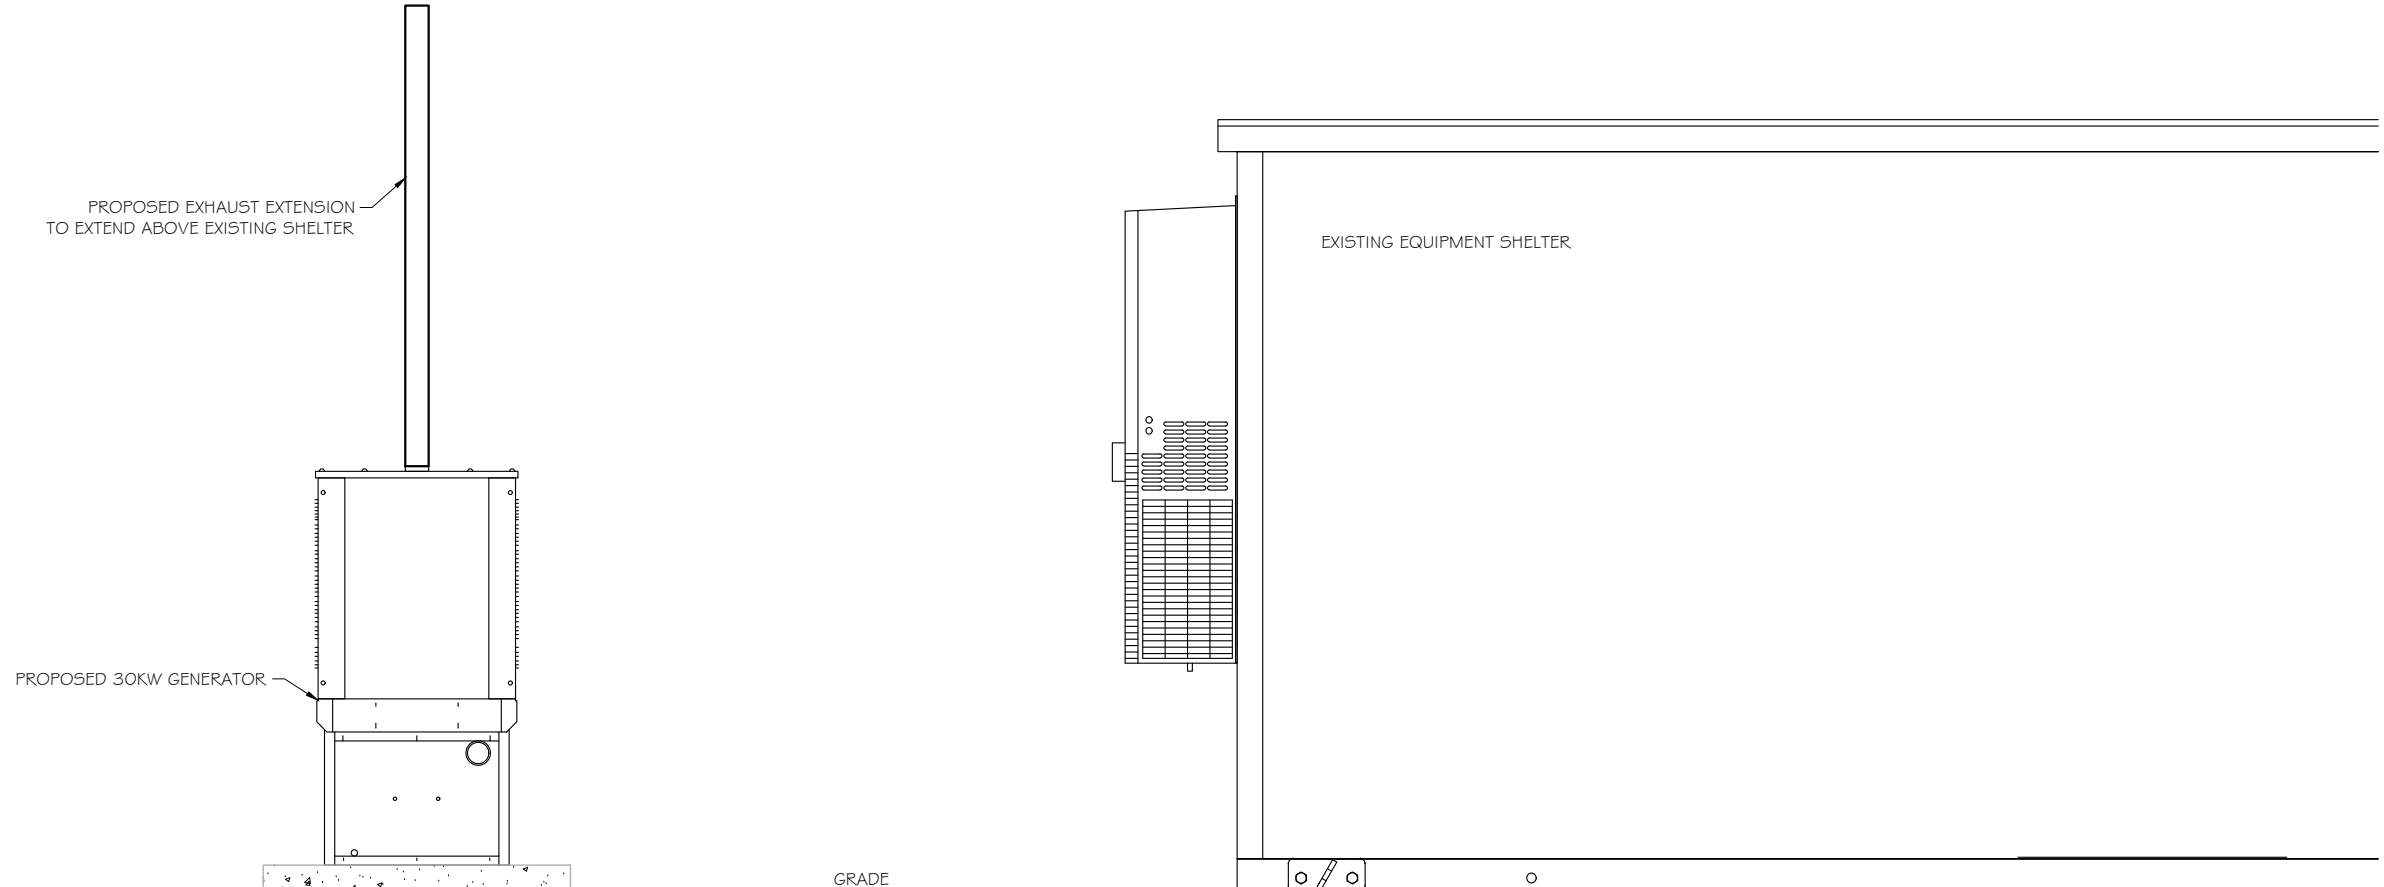 PROPOSED EXHAUST EXTENSION
TO EXTEND ABOVE EXISTING SHELTER
EXISTING EQUIPMENT SHELTER
PROPOSED 30KW GENERATOR
GRADE